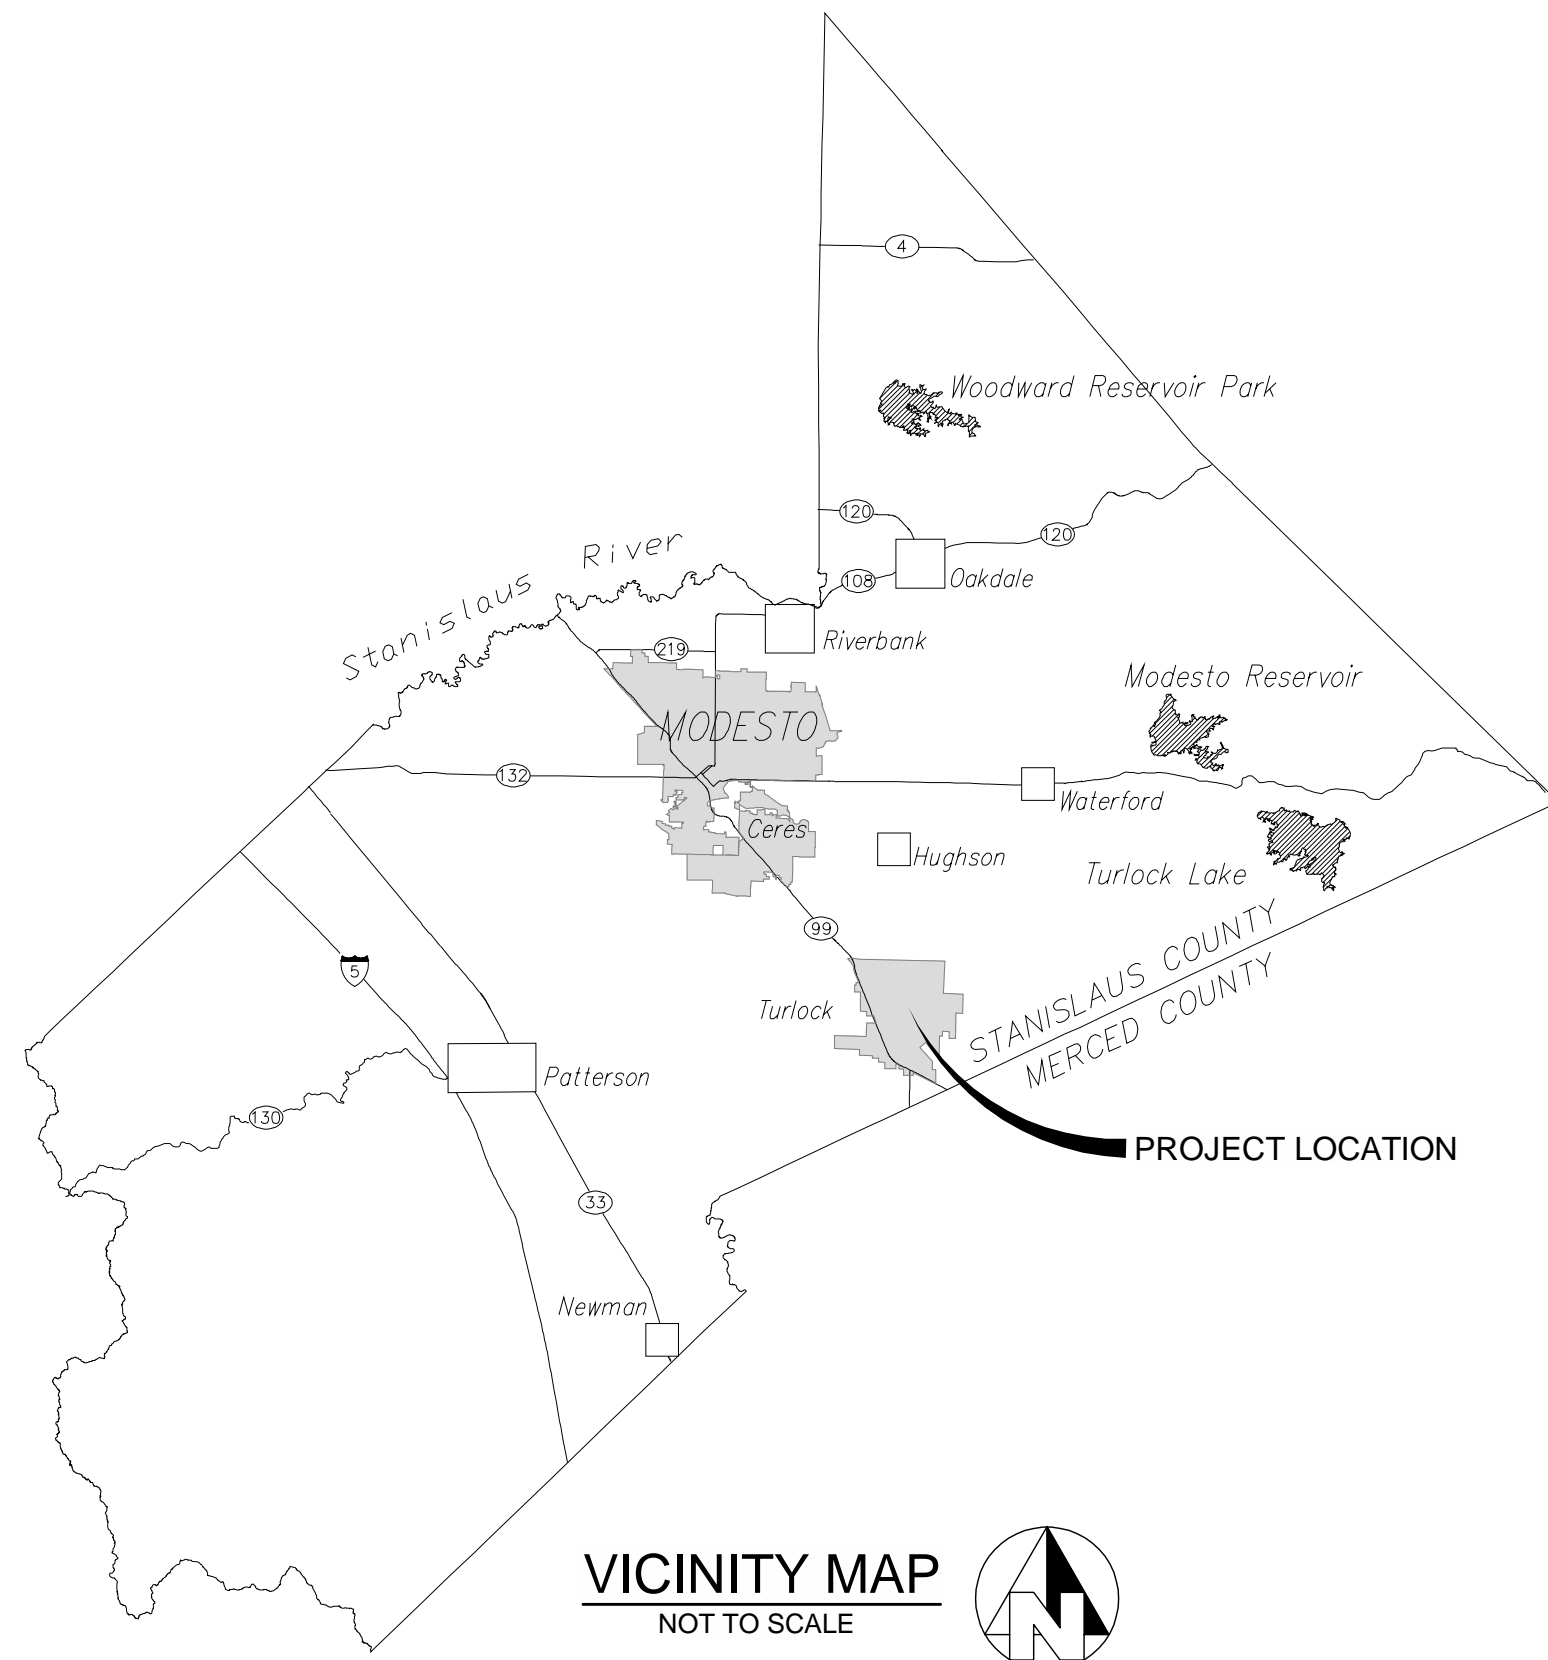 4
Woodward Reservoir Park
120
120
Stanislaus River
108
Oakdale
Riverbank
219
Modesto Reservoir
MODESTO
132
Waterford
Ceres
Hughson
Turlock Lake
99
STANISLAUS COUNTY
MERCED COUNTY
5
Turlock
Patterson
130
PROJECT LOCATION
33
Newman
VICINITY MAP
NOT TO SCALE
N